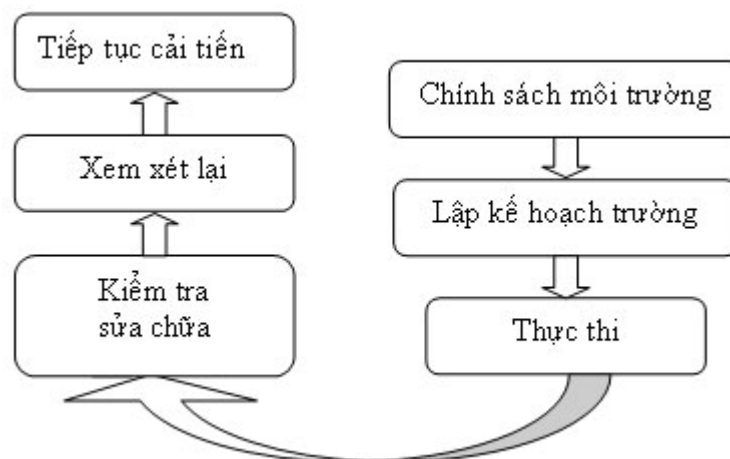 Tiếp tục cải tiến
Chính sách môi trường
Xem xét lại
Lập kế hoạch trường
Kiểm tra
sửa chữa
Thực thi